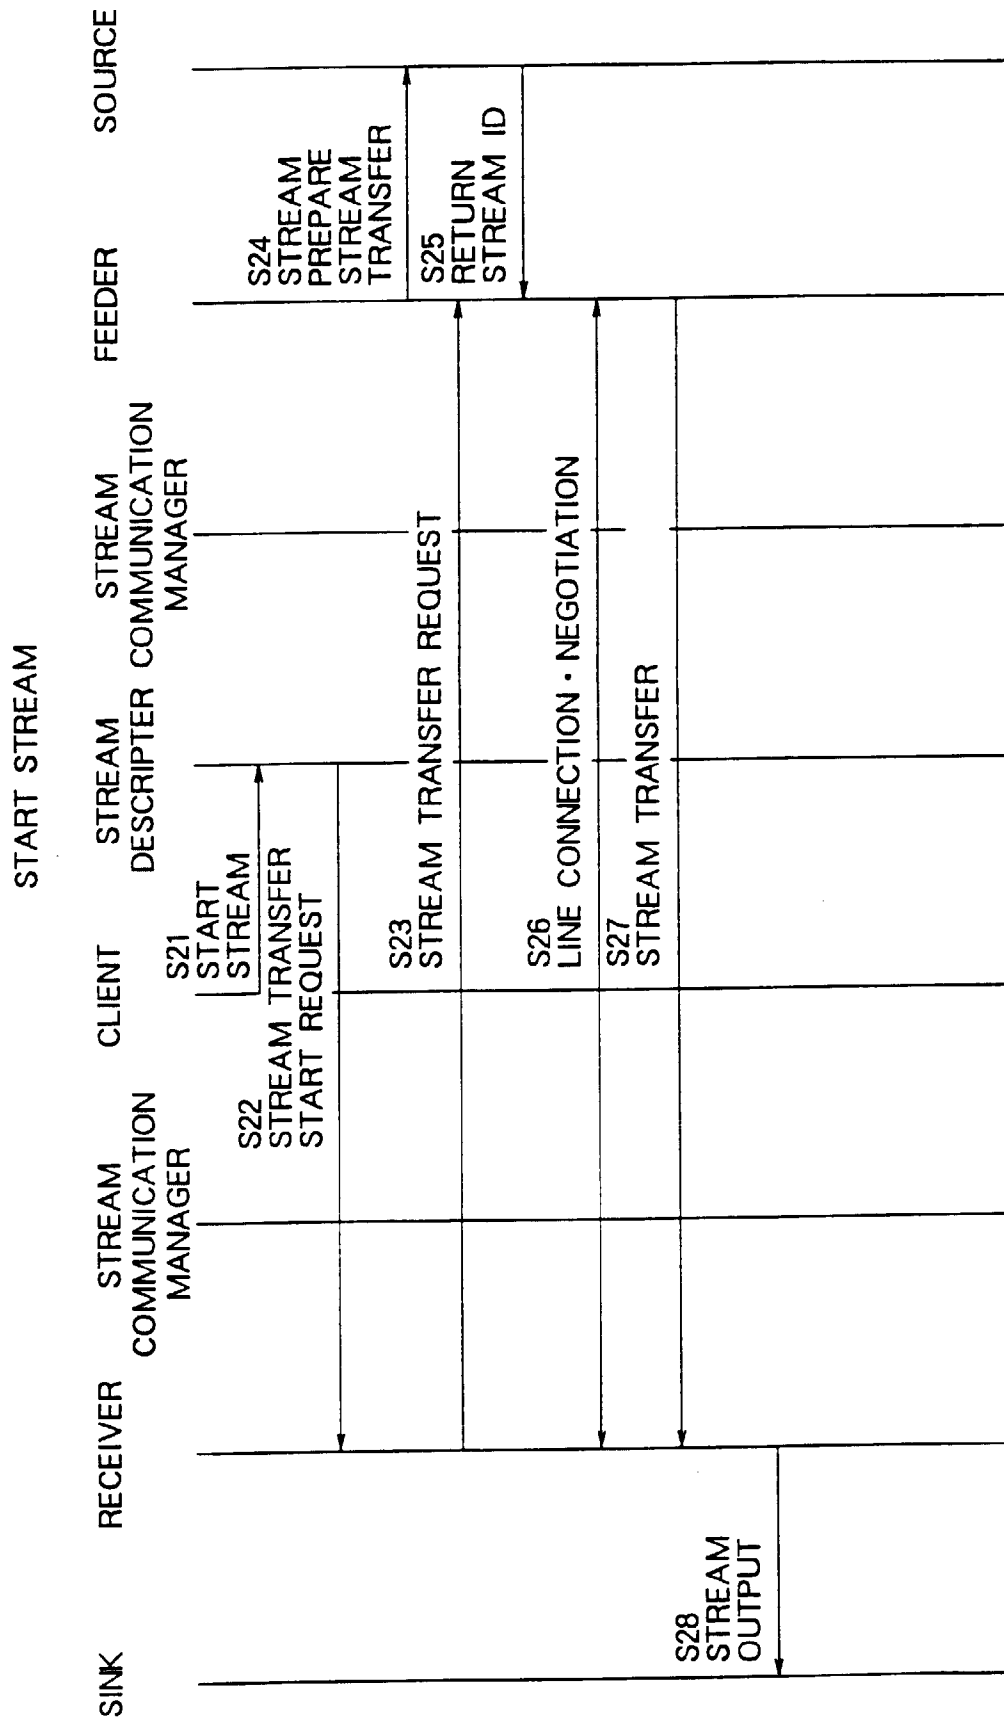 START STREAM
SINK
RECEIVER
STREAM
COMMUNICATION
MANAGER
CLIENT
STREAM
DESCRIPTER
STREAM
COMMUNICATION
MANAGER
FEEDER
SOURCE
S21
START
STREAM
S22
STREAM TRANSFER
START REQUEST
S23
STREAM TRANSFER REQUEST
S24
STREAM
PREPARE
STREAM
TRANSFER
S25
RETURN
STREAM ID
S26
LINE CONNECTION・NEGOTIATION
S27
STREAM TRANSFER
S28
STREAM
OUTPUT